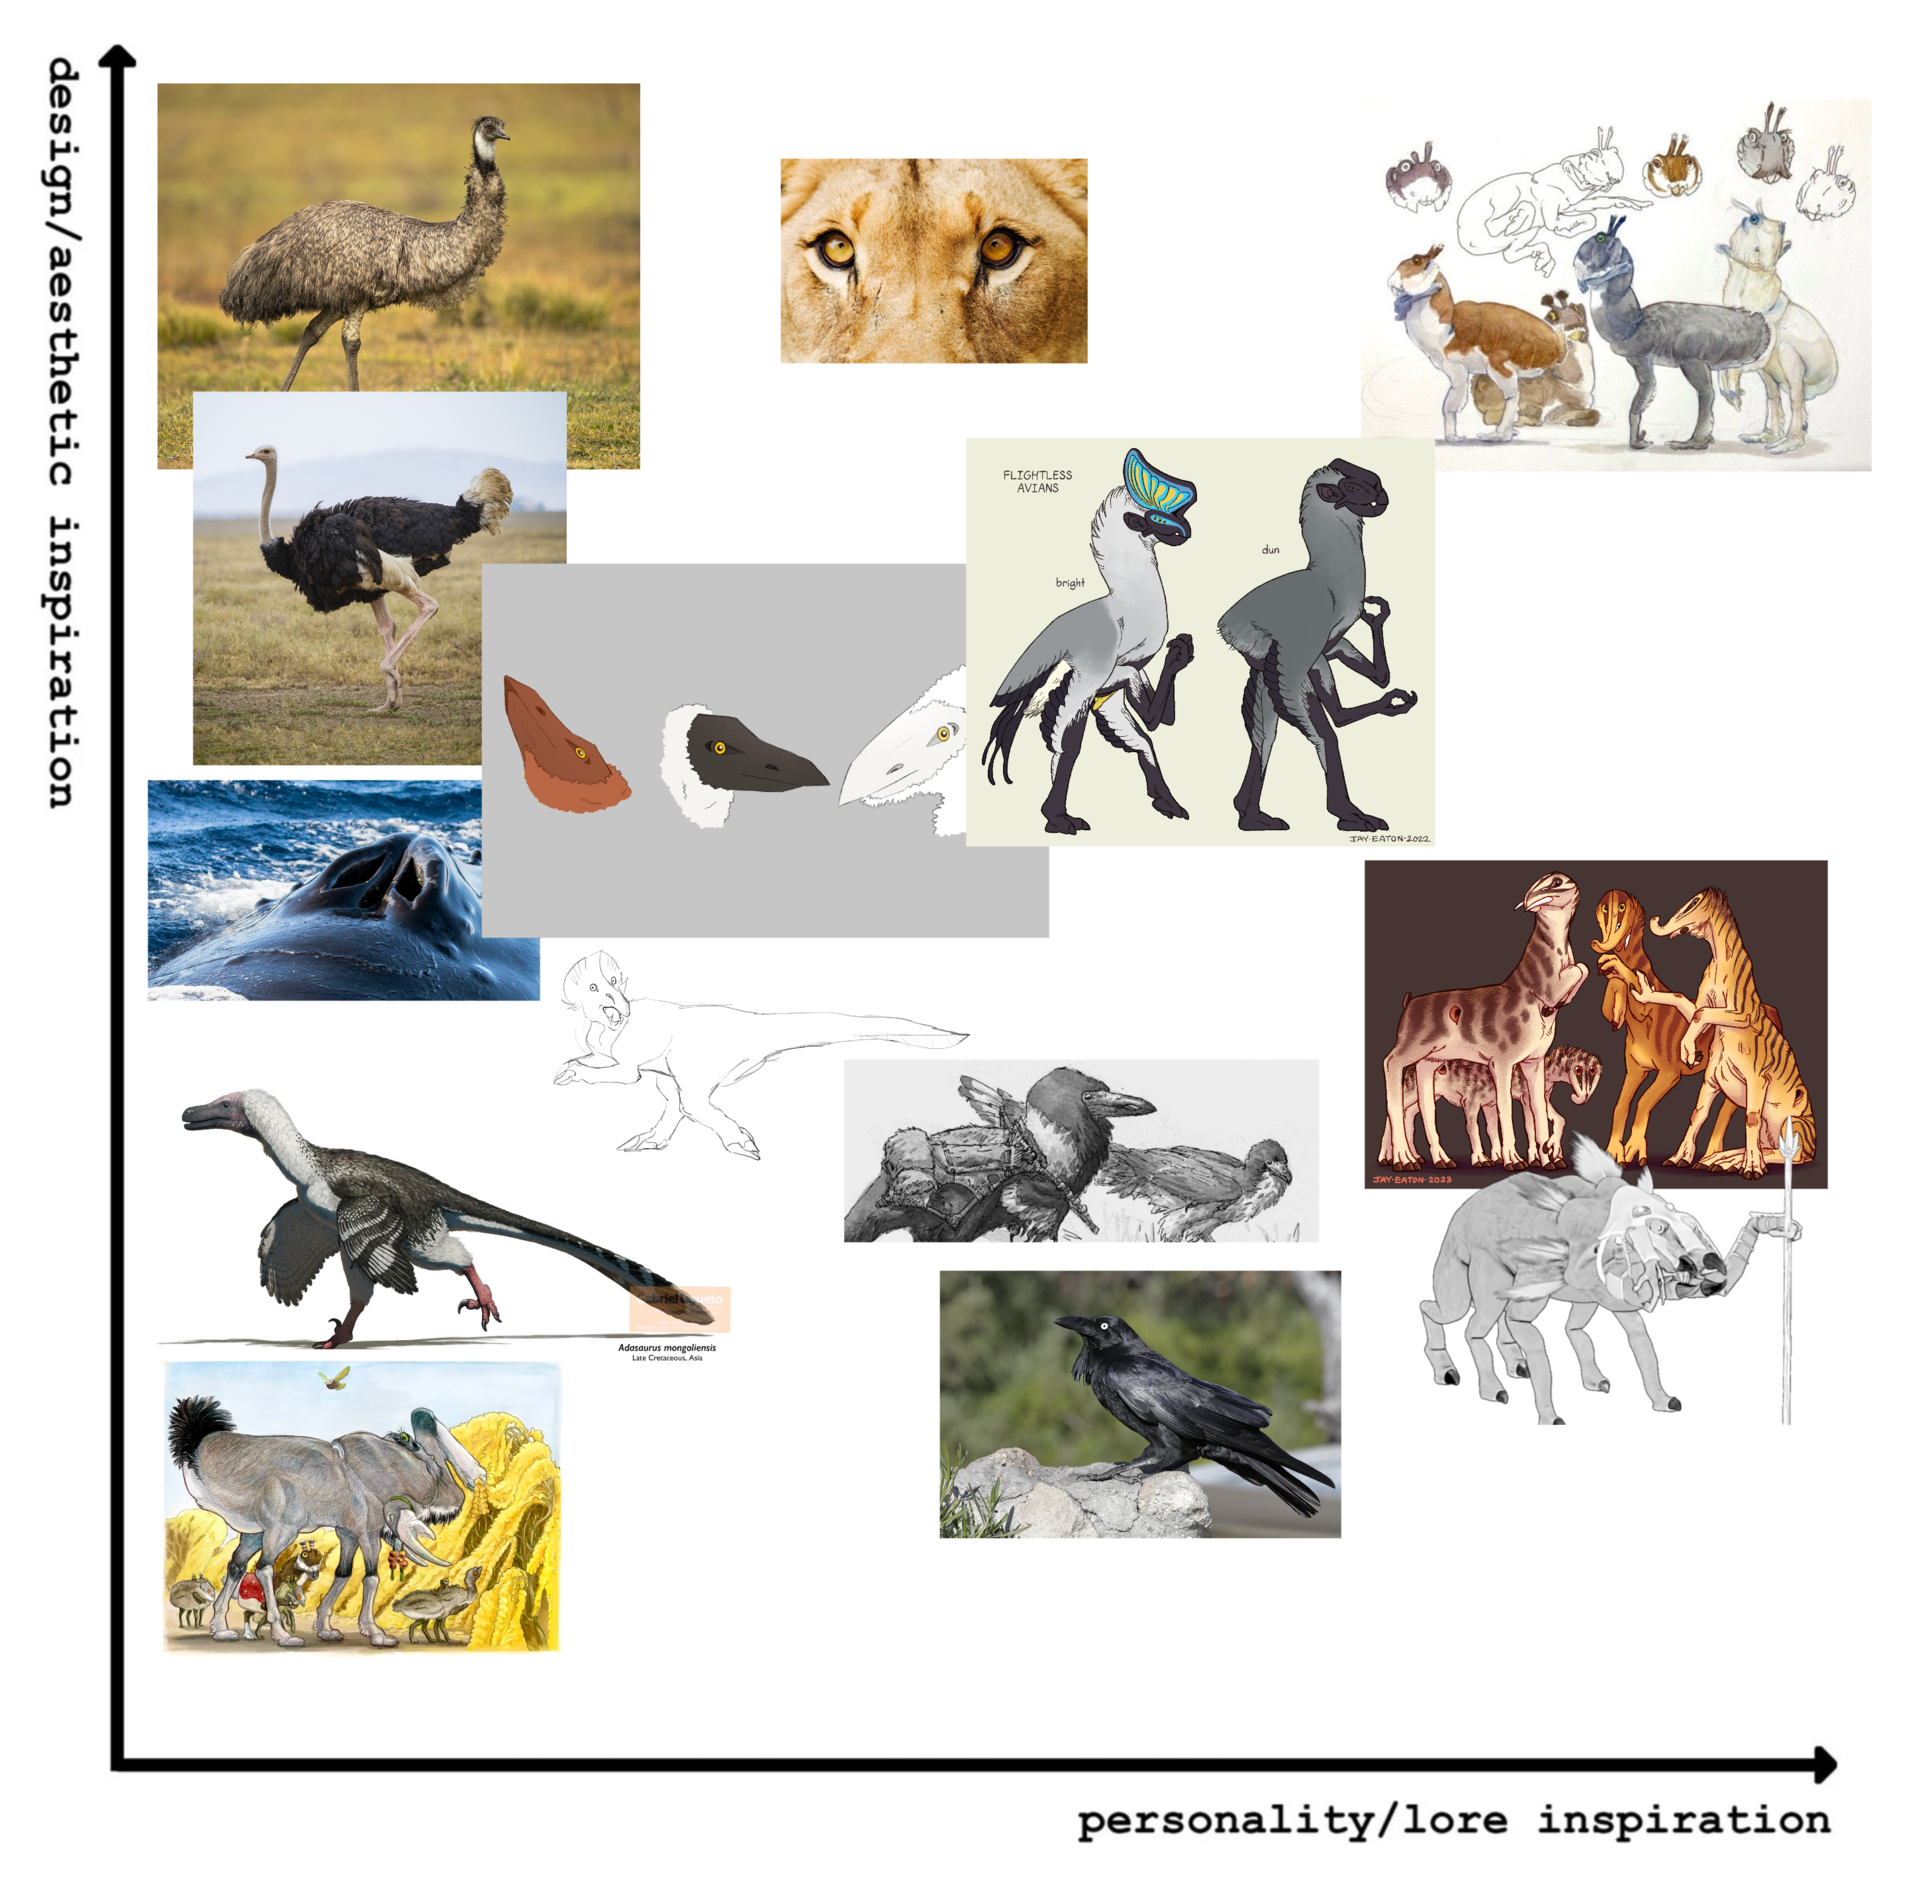 design/aesthetic inspiration
FLIGHTLESS
AVIANS
bright
dun
JAY·EATON·2022
JAY·EATON·2023
Adasaurus mongoliensis
Late Cretaceous, Asia
personality/lore inspiration